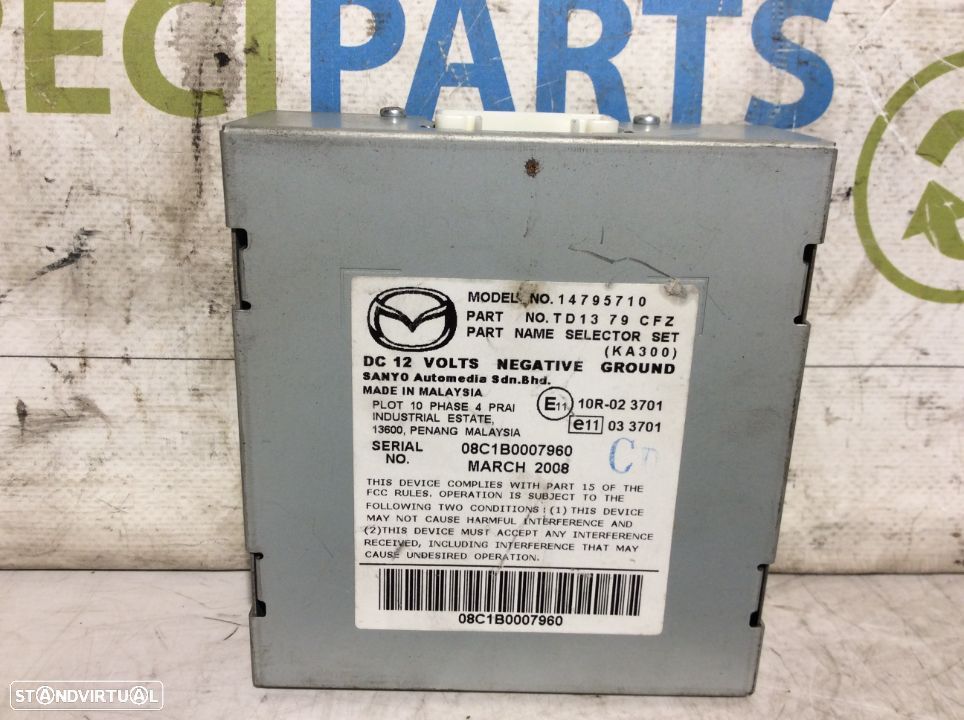 RECIPARTS
MODEL NO. 14795710
PART NO. TD13 79 CFZ
PART NAME SELECTOR SET
(KA300)
DC 12 VOLTS NEGATIVE GROUND
SANYO Automedia Sdn.Bhd.
MADE IN MALAYSIA
PLOT 10 PHASE 4 PRAI
INDUSTRIAL ESTATE,
13600, PENANG MALAYSIA
E11 10R-02 3701
e11 03 3701
SERIAL NO. 08C1B0007960
MARCH 2008
THIS DEVICE COMPLIES WITH PART 15 OF THE
FCC RULES. OPERATION IS SUBJECT TO THE
FOLLOWING TWO CONDITIONS : (1) THIS DEVICE
MAY NOT CAUSE HARMFUL INTERFERENCE AND
(2)THIS DEVICE MUST ACCEPT ANY INTERFERENCE
RECEIVED, INCLUDING INTERFERENCE THAT MAY
CAUSE UNDESIRED OPERATION.
08C1B0007960
STANDVIRTUAL